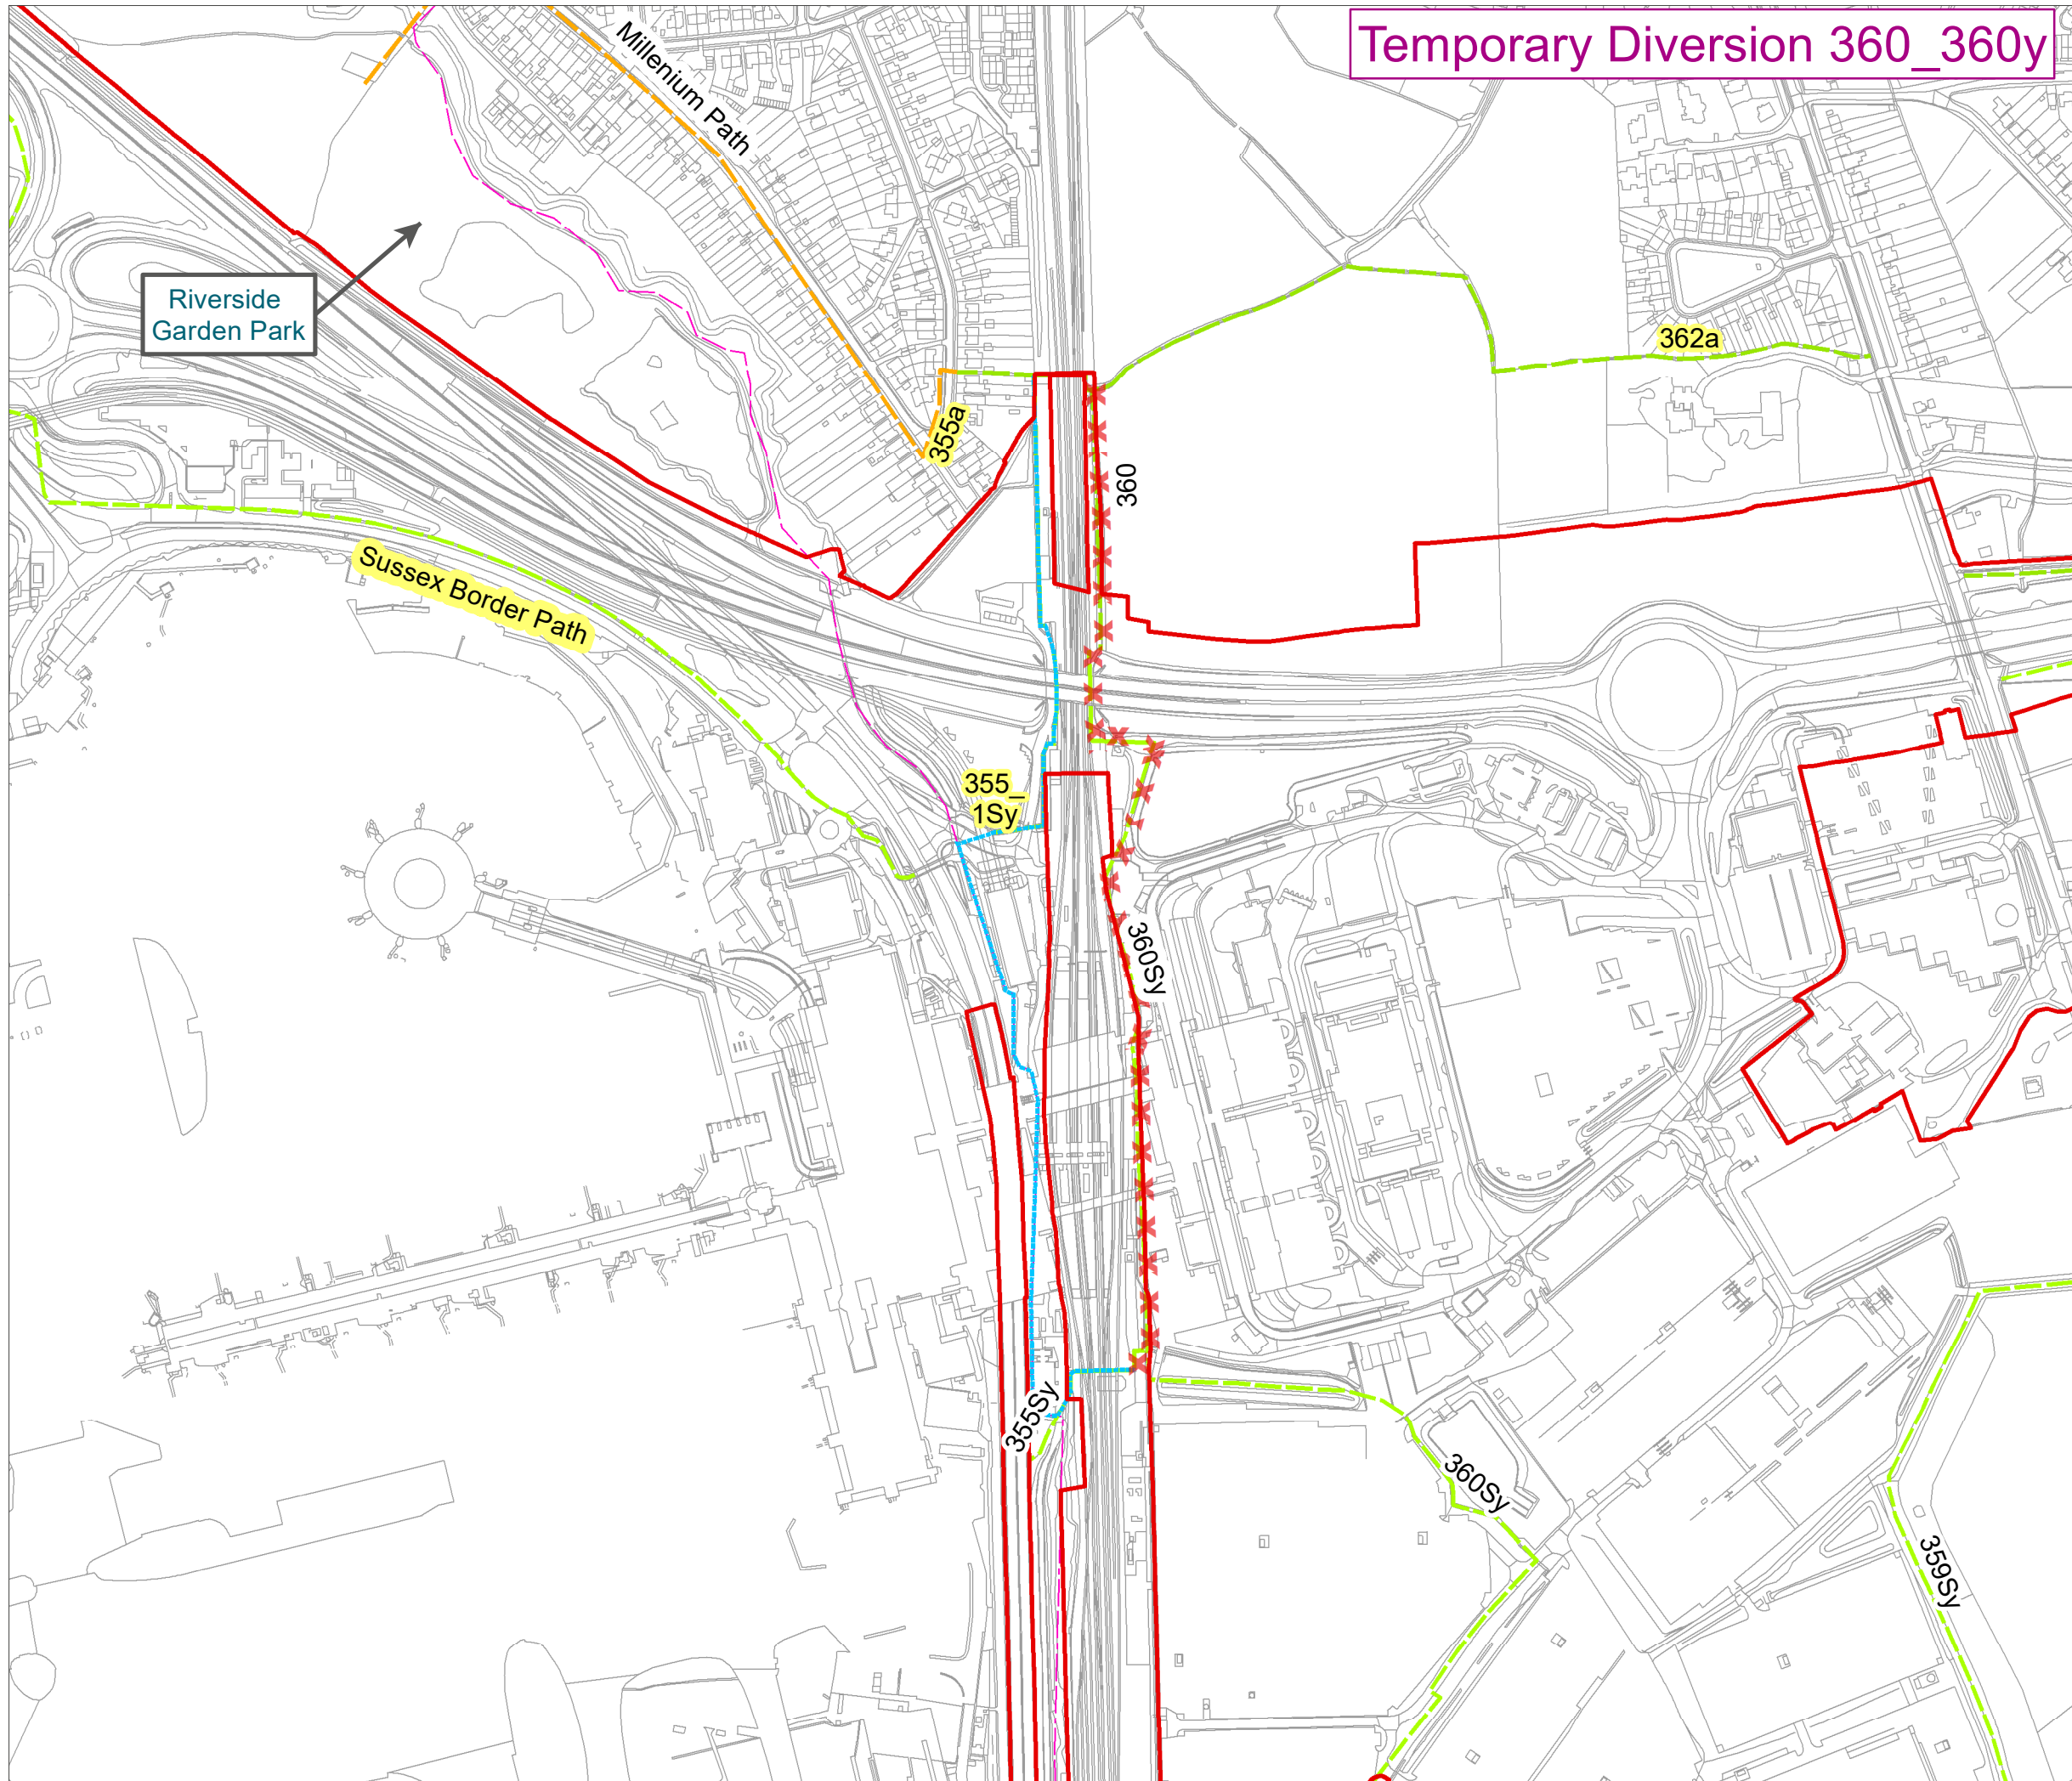 Temporary Diversion 360_360y
Millenium Path
Riverside
Garden Park
362a
355a
360
Sussex Border Path
355_
1Sy
360Sy
355Sy
360Sy
359Sy